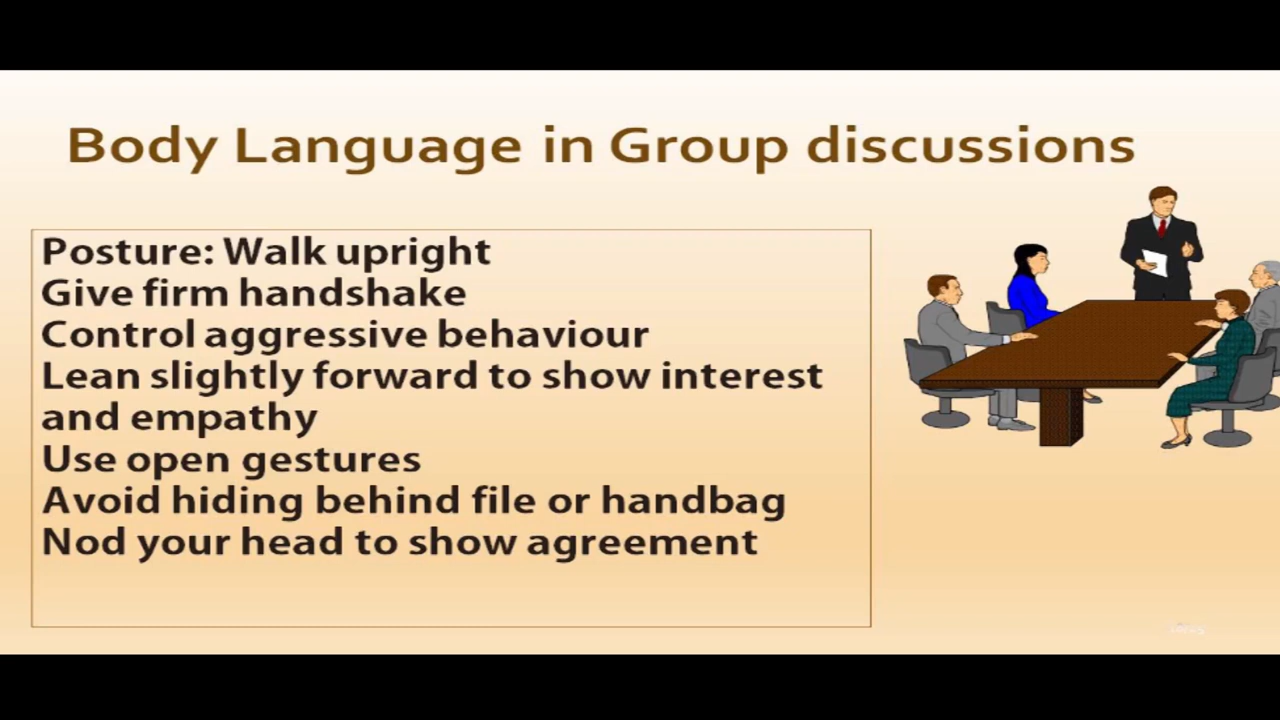 Body Language in Group discussions
Posture: Walk upright
Give firm handshake
Control aggressive behaviour
Lean slightly forward to show interest
and empathy
Use open gestures
Avoid hiding behind file or handbag
Nod your head to show agreement